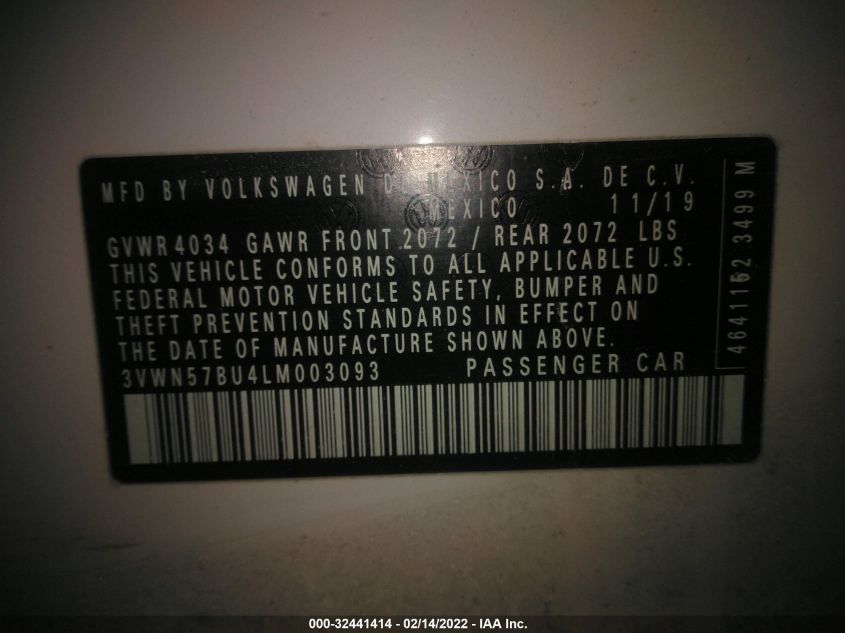 MFD BY VOLKSWAGEN DE MEXICO S.A. DE C.V.
MEXICO 11/19
GVWR 4034 GAWR FRONT 2072 / REAR 2072 LBS
THIS VEHICLE CONFORMS TO ALL APPLICABLE U.S.
FEDERAL MOTOR VEHICLE SAFETY, BUMPER AND
THEFT PREVENTION STANDARDS IN EFFECT ON
THE DATE OF MANUFACTURE SHOWN ABOVE.
3VWN57BU4LM003093 PASSENGER CAR
3499 M
000-32441414 - 02/14/2022 - IAA Inc.